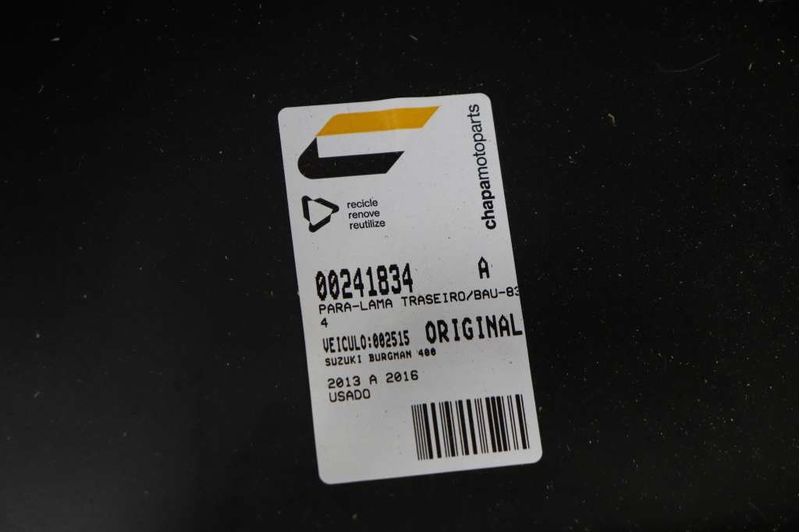 chapamotoparts
recicle
renove
reutilize
00241834 A
PARA-LAMA TRASEIRO/BAU-83
4
VEICULO:002515 ORIGINAL
SUZUKI BURGMAN 400
2013 A 2016
USADO